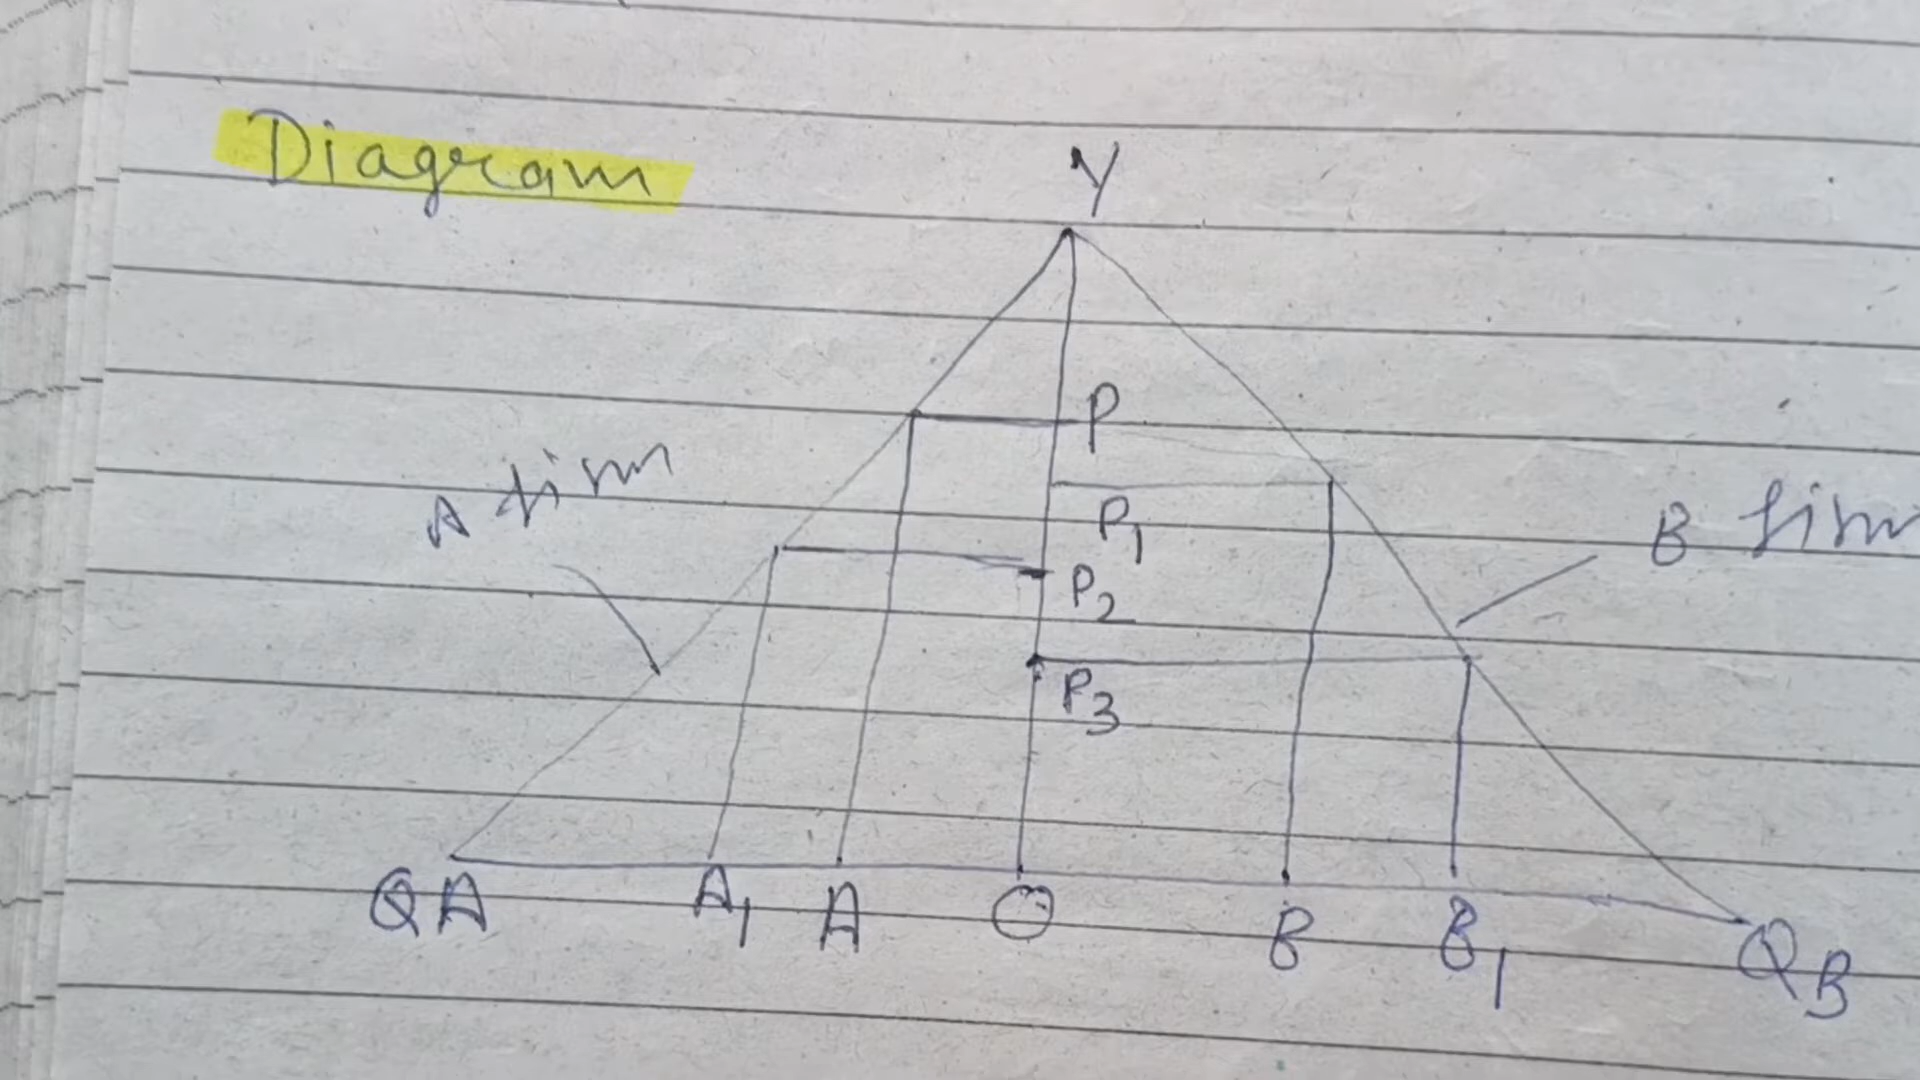 Diagram
Y
P
A firm
P1
B firm
P2
P3
QA A1 A O B B1 QB